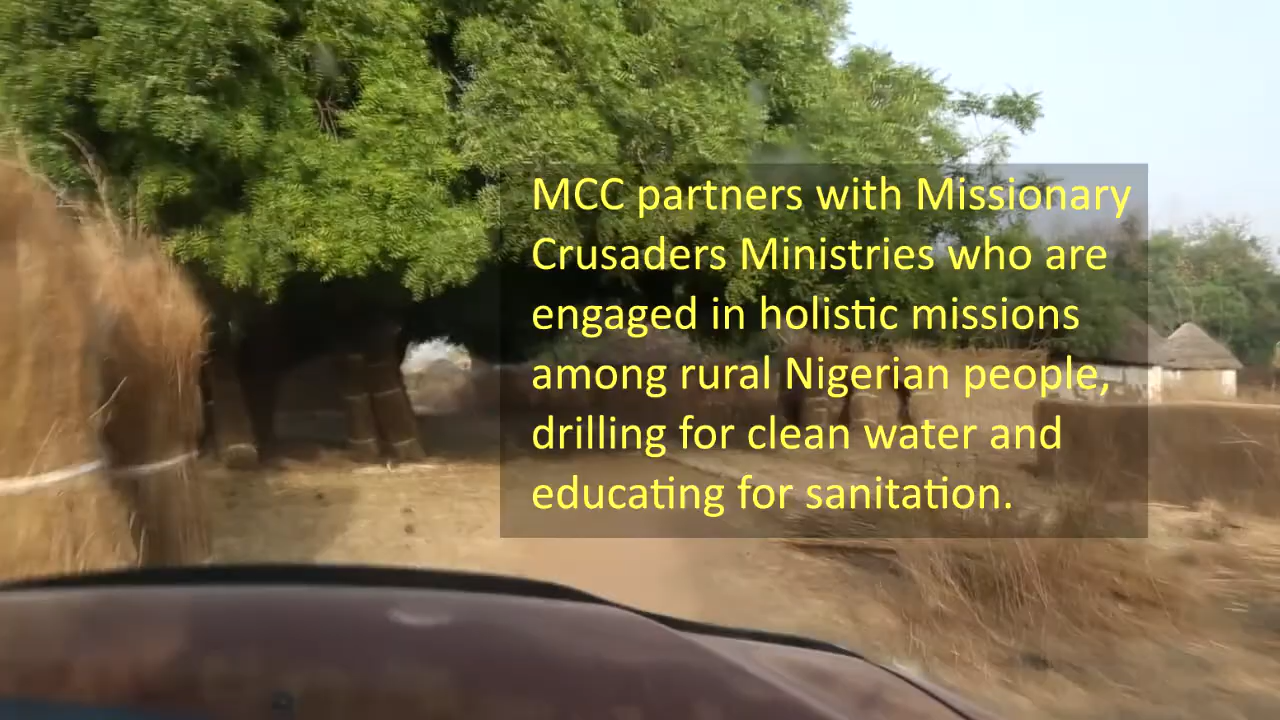 MCC partners with Missionary
Crusaders Ministries who are
engaged in holistic missions
among rural Nigerian people,
drilling for clean water and
educating for sanitation.